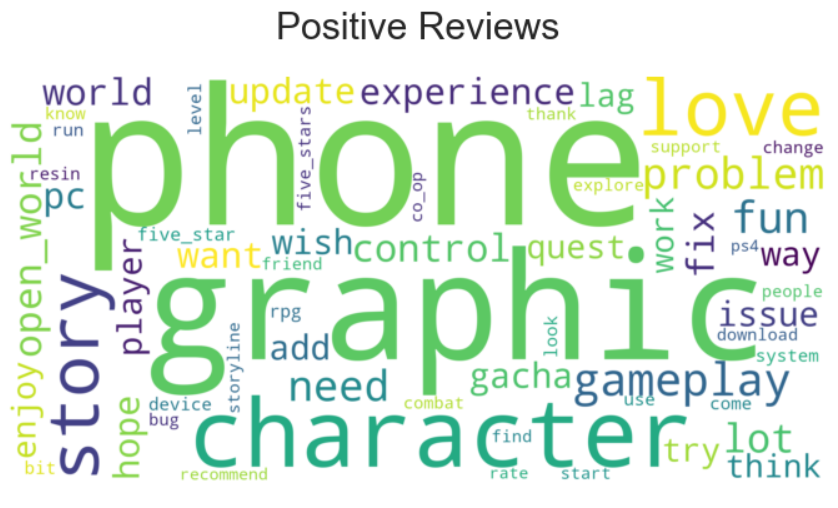 Positive Reviews
world
update
experience
lag
love
know
run
level
five_stars
thank
support
change
phone
resin
pc
co_op
explore
problem
open_world
five_star
wish
control
quest
work
fix
fun
ps4
way
want
friend
player
story
graphic
people
issue
rpg
add
storyline
look
download
system
enjoy
need
gacha
gameplay
device
bug
combat
use
come
hope
character
find
try
lot
think
bit
recommend
rate
start